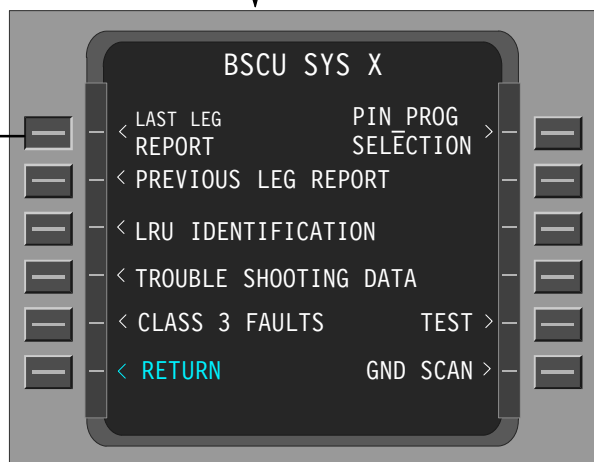 BSCU SYS X
< LAST LEG REPORT
PIN_PROG SELECTION >
< PREVIOUS LEG REPORT
< LRU IDENTIFICATION
< TROUBLE SHOOTING DATA
< CLASS 3 FAULTS TEST >
< RETURN GND SCAN >